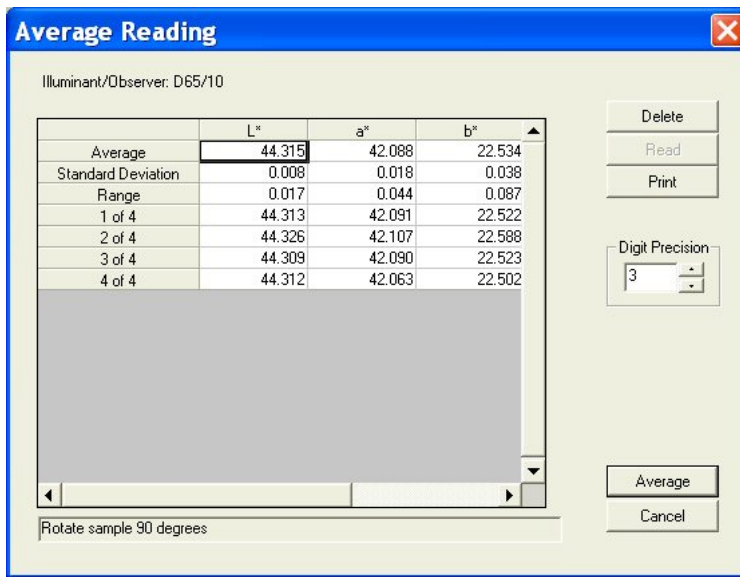 Average Reading
Illuminant/Observer: D65/10
L* a* b*
Average 44.315 42.088 22.534
Standard Deviation 0.008 0.018 0.038
Range 0.017 0.044 0.087
1 of 4 44.313 42.091 22.522
2 of 4 44.326 42.107 22.588
3 of 4 44.309 42.090 22.523
4 of 4 44.312 42.063 22.502
Rotate sample 90 degrees
Delete
Read
Print
Digit Precision
3
Average
Cancel